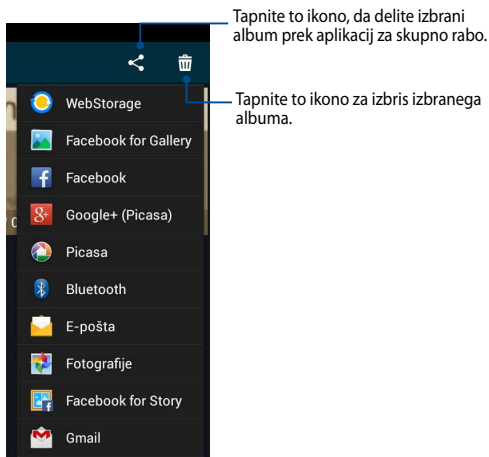 Tapnite to ikono, da delite izbrani
album prek aplikacij za skupno rabo.
Tapnite to ikono za izbris izbranega
albuma.
WebStorage
Facebook for Gallery
Facebook
Google+ (Picasa)
Picasa
Bluetooth
E-pošta
Fotografije
Facebook for Story
Gmail